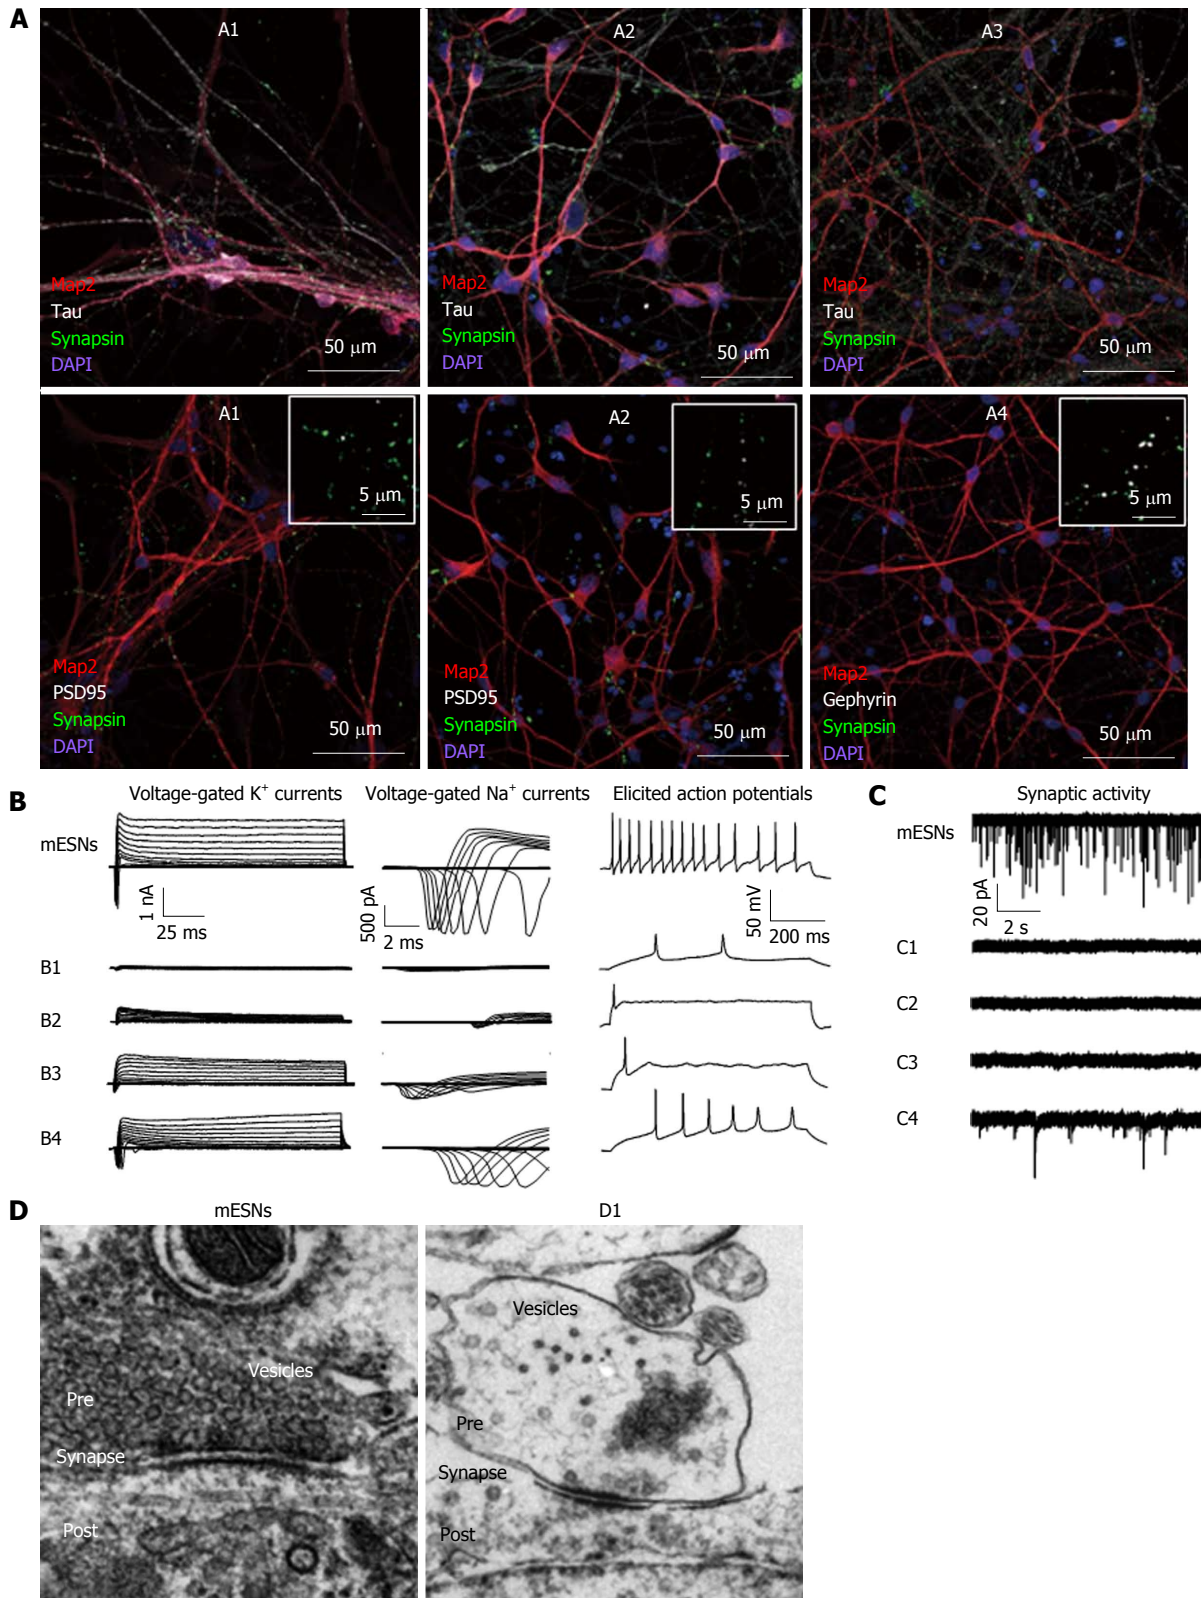 A
A1
Map2
Tau
Synapsin
DAPI
50 μm
A2
Map2
Tau
Synapsin
DAPI
50 μm
A3
Map2
Tau
Synapsin
DAPI
50 μm
A1
5 μm
Map2
PSD95
Synapsin
DAPI
50 μm
A2
5 μm
Map2
PSD95
Synapsin
DAPI
50 μm
A4
5 μm
Map2
Gephyrin
Synapsin
DAPI
50 μm
B
Voltage-gated K⁺ currents
Voltage-gated Na⁺ currents
Elicited action potentials
mESNs
1 nA
25 ms
500 pA
2 ms
50 mV
200 ms
B1
B2
B3
B4
C
Synaptic activity
mESNs
20 pA
2 s
C1
C2
C3
C4
D
mESNs
Vesicles
Pre
Synapse
Post
D1
Vesicles
Pre
Synapse
Post